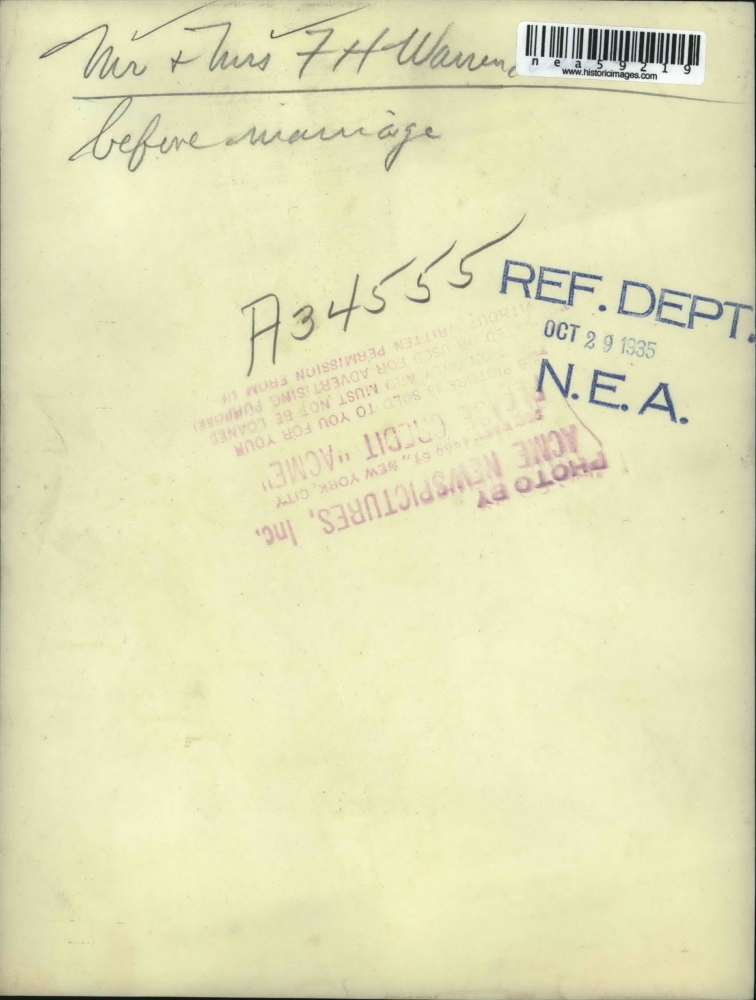 Mr + Mrs F H Warren
nea59219
www.historicimages.com
before marriage
A34555
REF. DEPT.
OCT 29 1935
N.E.A.
PHOTO BY
ACME NEWSPICTURES, Inc.
NEW YORK CITY
PLEASE CREDIT "ACME"
PICTURE IS SOLD TO YOU FOR YOUR
ONLY AND MUST NOT BE LOANED
OR USED FOR ADVERTISING PURPOSES
WITHOUT WRITTEN PERMISSION FROM US